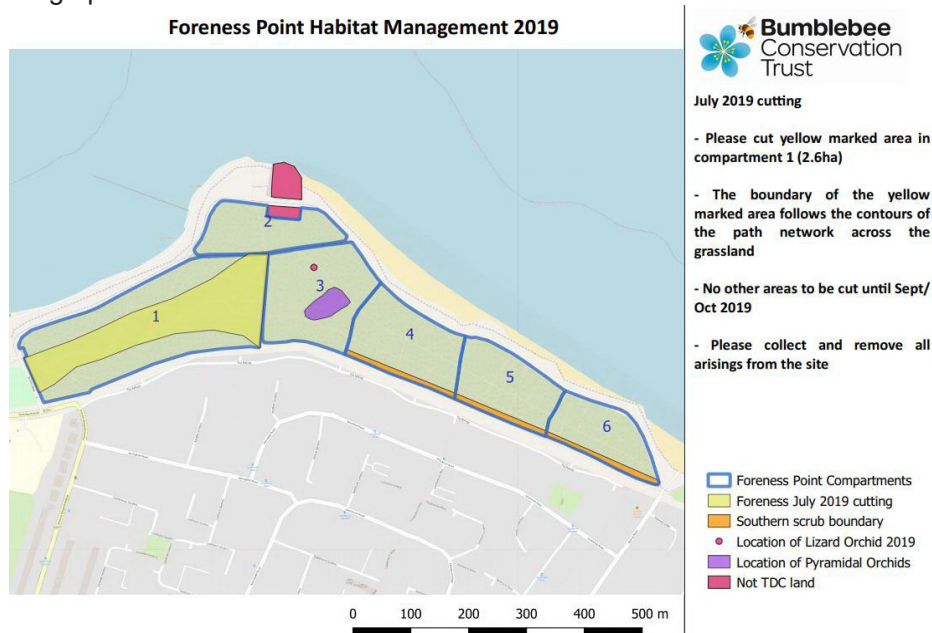 Foreness Point Habitat Management 2019
Bumblebee
Conservation
Trust
July 2019 cutting
- Please cut yellow marked area in
compartment 1 (2.6ha)
- The boundary of the yellow
marked area follows the contours of
the path network across the
grassland
- No other areas to be cut until Sept/
Oct 2019
- Please collect and remove all
arisings from the site
2
3
1
4
5
6
Foreness Point Compartments
Foreness July 2019 cutting
Southern scrub boundary
Location of Lizard Orchid 2019
Location of Pyramidal Orchids
Not TDC land
0 100 200 300 400 500 m